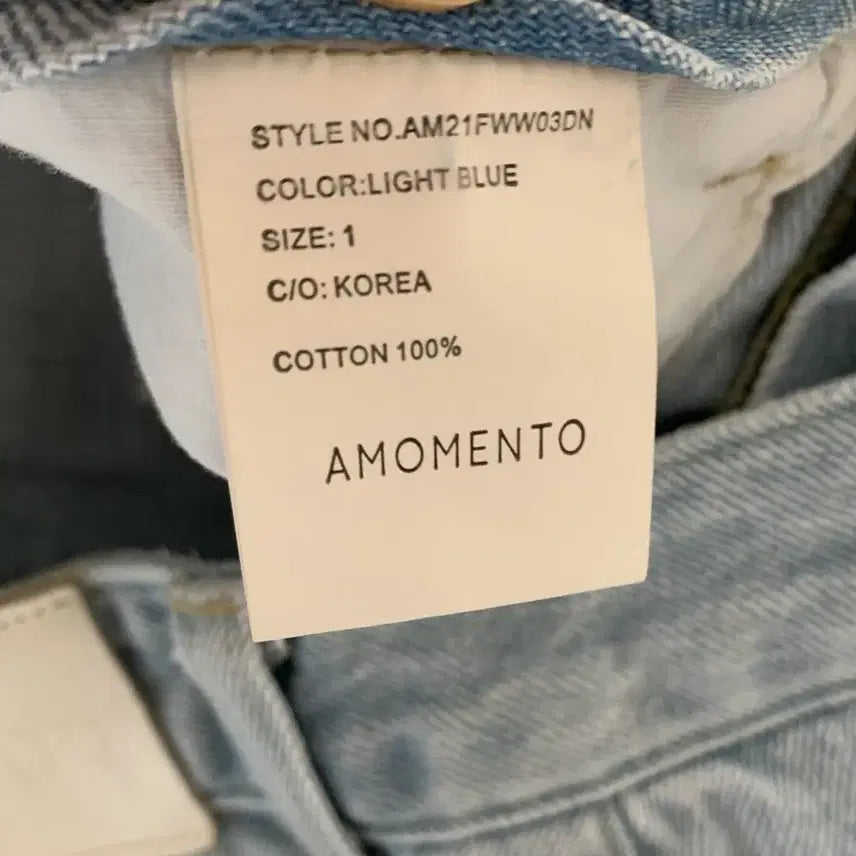 STYLE NO.AM21FWW03DN
COLOR:LIGHT BLUE
SIZE: 1
C/O: KOREA
COTTON 100%
AMOMENTO